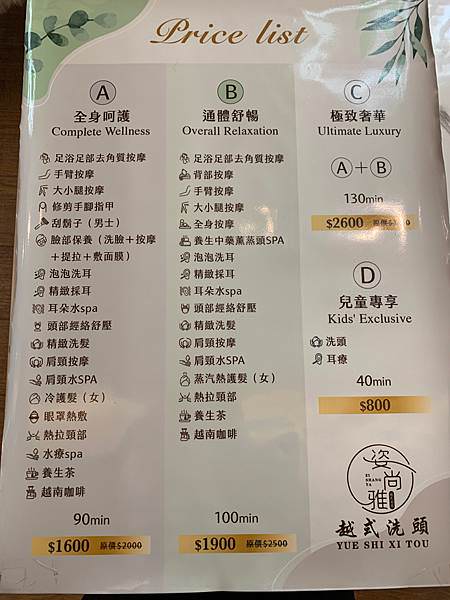 Price list
A
全身呵護
Complete Wellness
足浴足部去角質按摩
手臂按摩
大小腿按摩
修剪手腳指甲
刮鬍子（男士）
臉部保養（洗臉＋按摩
＋提拉＋敷面膜）
泡泡洗耳
精緻採耳
耳朵水spa
頭部經絡舒壓
精緻洗髮
肩頸按摩
肩頸水SPA
冷護髮（女）
眼罩熱敷
熱拉頸部
水療spa
養生茶
越南咖啡
90min
$1600 原價$2000
B
通體舒暢
Overall Relaxation
足浴足部去角質按摩
背部按摩
手臂按摩
大小腿按摩
全身按摩
養生中藥薰蒸頭SPA
泡泡洗耳
精緻採耳
耳朵水spa
頭部經絡舒壓
精緻洗髮
肩頸按摩
肩頸水SPA
蒸汽熱護髮（女）
熱拉頸部
養生茶
越南咖啡
100min
$1900 原價$2500
C
極致奢華
Ultimate Luxury
A＋B
130min
$2600 原價
D
兒童專享
Kids' Exclusive
洗頭
耳療
40min
$800
姿尚雅
ZI
SHANG
YA
越式洗頭
YUE SHI XI TOU